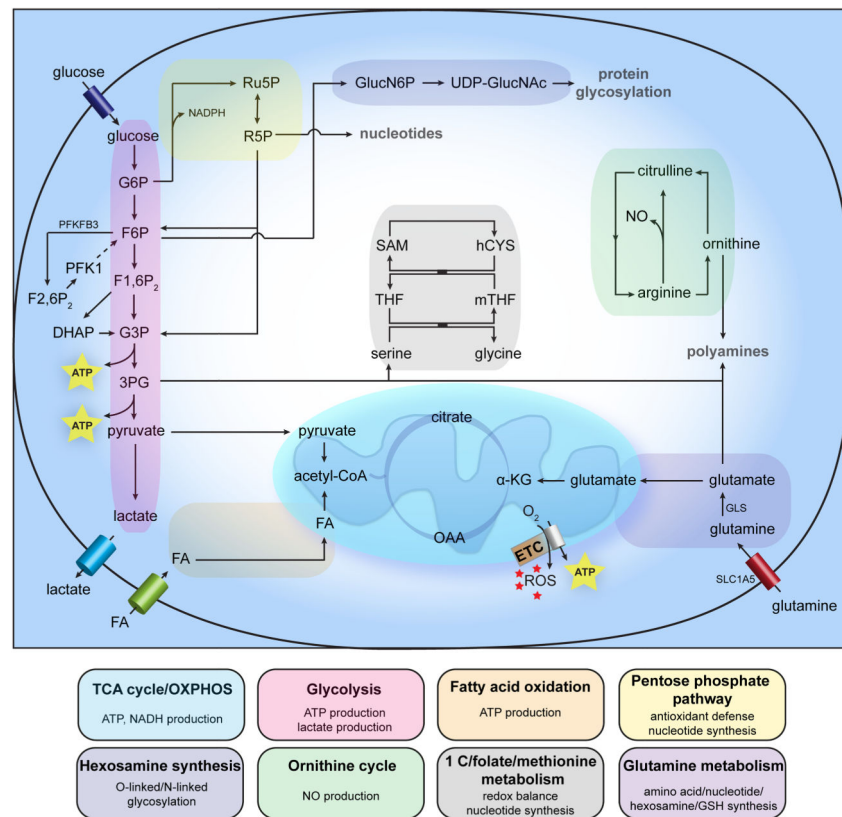 glucose
glucose
G6P
NADPH
Ru5P
R5P
nucleotides
GlucN6P
UDP-GlucNAc
protein
glycosylation
PFKFB3
F6P
PFK1
F2,6P₂
F1,6P₂
DHAP
G3P
ATP
3PG
ATP
pyruvate
lactate
lactate
SAM
hCYS
THF
mTHF
serine
glycine
citrulline
NO
ornithine
arginine
polyamines
pyruvate
acetyl-CoA
FA
FA
FA
citrate
α-KG
OAA
glutamate
glutamate
GLS
glutamine
SLC1A5
glutamine
O₂
ETC
ROS
ATP
TCA cycle/OXPHOS
ATP, NADH production
Glycolysis
ATP production
lactate production
Fatty acid oxidation
ATP production
Pentose phosphate
pathway
antioxidant defense
nucleotide synthesis
Hexosamine synthesis
O-linked/N-linked
glycosylation
Ornithine cycle
NO production
1 C/folate/methionine
metabolism
redox balance
nucleotide synthesis
Glutamine metabolism
amino acid/nucleotide/
hexosamine/GSH synthesis